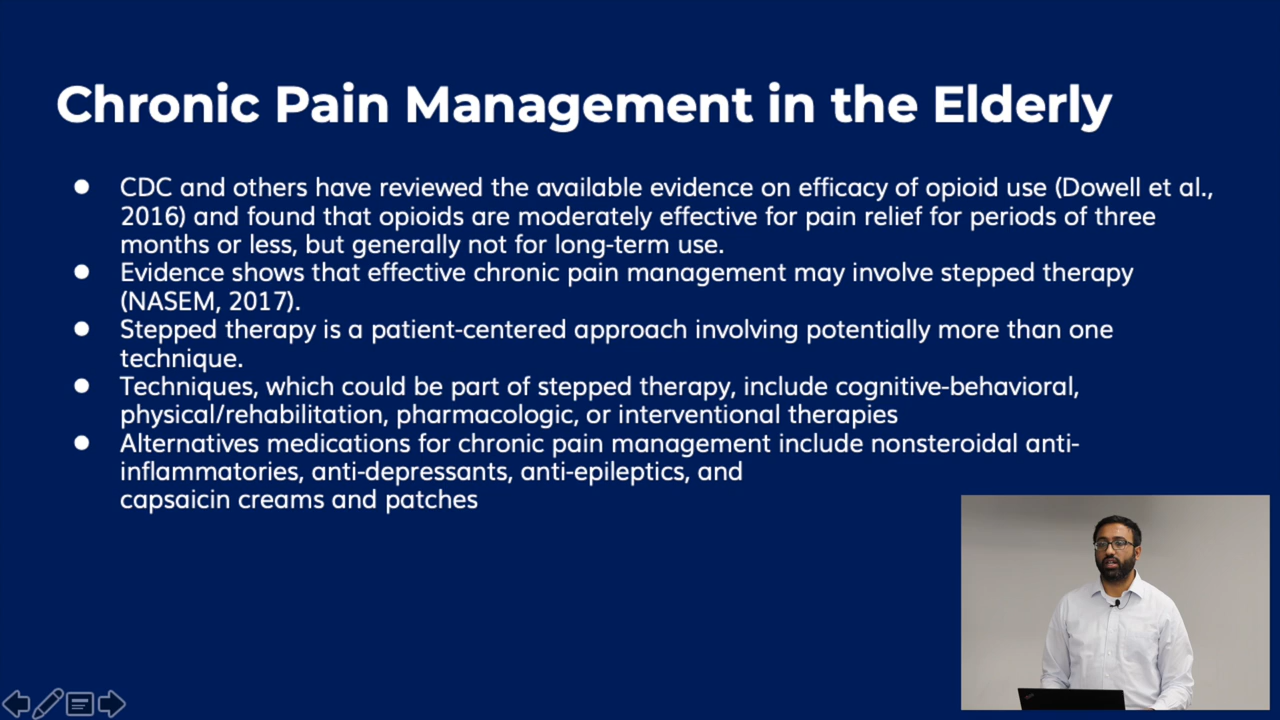 Chronic Pain Management in the Elderly
● CDC and others have reviewed the available evidence on efficacy of opioid use (Dowell et al.,
2016) and found that opioids are moderately effective for pain relief for periods of three
months or less, but generally not for long-term use.
● Evidence shows that effective chronic pain management may involve stepped therapy
(NASEM, 2017).
● Stepped therapy is a patient-centered approach involving potentially more than one
technique.
● Techniques, which could be part of stepped therapy, include cognitive-behavioral,
physical/rehabilitation, pharmacologic, or interventional therapies
● Alternatives medications for chronic pain management include nonsteroidal anti-
inflammatories, anti-depressants, anti-epileptics, and
capsaicin creams and patches